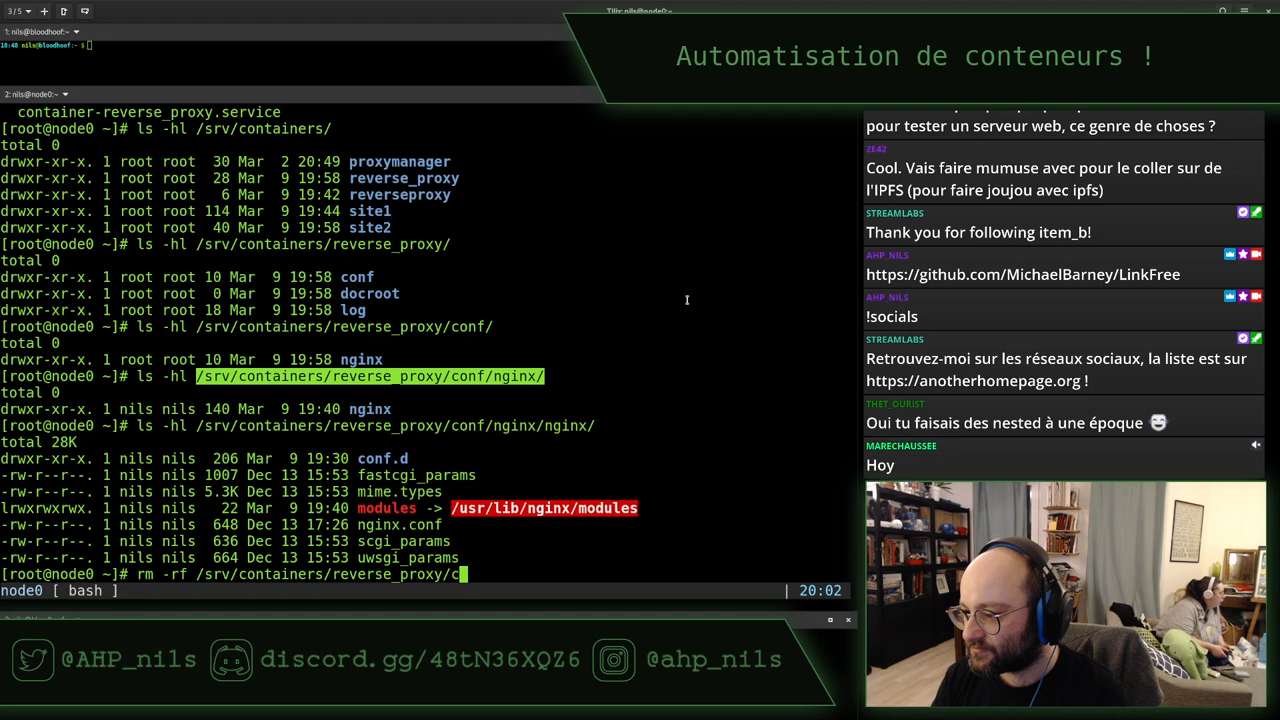 3/5
Tilix: nils@node0:~
1: nils@bloodhoof:~
18:48 nils@bloodhoof:~ $
Automatisation de conteneurs !
2: nils@node0:~
container-reverse_proxy.service
[root@node0 ~]# ls -hl /srv/containers/
total 0
drwxr-xr-x. 1 root root  30 Mar  2 20:49 proxymanager
drwxr-xr-x. 1 root root  28 Mar  9 19:58 reverse_proxy
drwxr-xr-x. 1 root root   6 Mar  9 19:42 reverseproxy
drwxr-xr-x. 1 root root 114 Mar  9 19:44 site1
drwxr-xr-x. 1 root root  40 Mar  9 19:58 site2
[root@node0 ~]# ls -hl /srv/containers/reverse_proxy/
total 0
drwxr-xr-x. 1 root root 10 Mar  9 19:58 conf
drwxr-xr-x. 1 root root  0 Mar  9 19:58 docroot
drwxr-xr-x. 1 root root 18 Mar  9 19:58 log
[root@node0 ~]# ls -hl /srv/containers/reverse_proxy/conf/
total 0
drwxr-xr-x. 1 root root 10 Mar  9 19:58 nginx
[root@node0 ~]# ls -hl /srv/containers/reverse_proxy/conf/nginx/
total 0
drwxr-xr-x. 1 nils nils 140 Mar  9 19:40 nginx
[root@node0 ~]# ls -hl /srv/containers/reverse_proxy/conf/nginx/nginx/
total 28K
drwxr-xr-x. 1 nils nils  206 Mar  9 19:30 conf.d
-rw-r--r--. 1 nils nils 1007 Dec 13 15:53 fastcgi_params
-rw-r--r--. 1 nils nils 5.3K Dec 13 15:53 mime.types
lrwxrwxrwx. 1 nils nils   22 Mar  9 19:40 modules -> /usr/lib/nginx/modules
-rw-r--r--. 1 nils nils  648 Dec 13 17:26 nginx.conf
-rw-r--r--. 1 nils nils  636 Dec 13 15:53 scgi_params
-rw-r--r--. 1 nils nils  664 Dec 13 15:53 uwsgi_params
[root@node0 ~]# rm -rf /srv/containers/reverse_proxy/c
node0 [ bash ]
| 20:02
pour tester un serveur web, ce genre de choses ?
ZE42
Cool. Vais faire mumuse avec pour le coller sur de
l'IPFS (pour faire joujou avec ipfs)
STREAMLABS
Thank you for following item_b!
AHP_NILS
https://github.com/MichaelBarney/LinkFree
AHP_NILS
!socials
STREAMLABS
Retrouvez-moi sur les réseaux sociaux, la liste est sur
https://anotherhomepage.org !
THET_OURIST
Oui tu faisais des nested à une époque
MARECHAUSSEE
Hoy
@AHP_nils
discord.gg/48tN36XQZ6
@ahp_nils